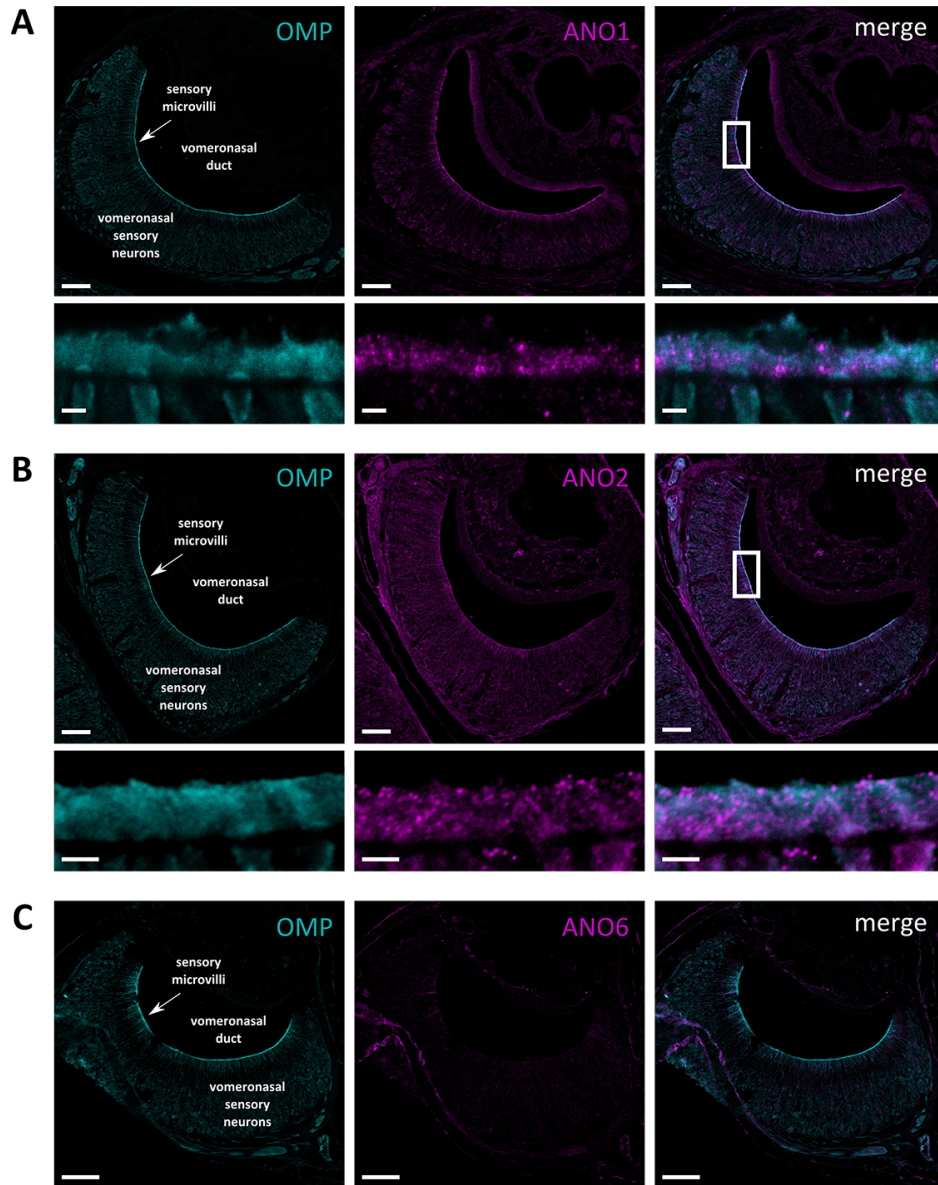 A
OMP
ANO1
merge
sensory
microvilli
vomeronasal
duct
vomeronasal
sensory
neurons
B
OMP
ANO2
merge
sensory
microvilli
vomeronasal
duct
vomeronasal
sensory
neurons
C
OMP
ANO6
merge
sensory
microvilli
vomeronasal
duct
vomeronasal
sensory
neurons